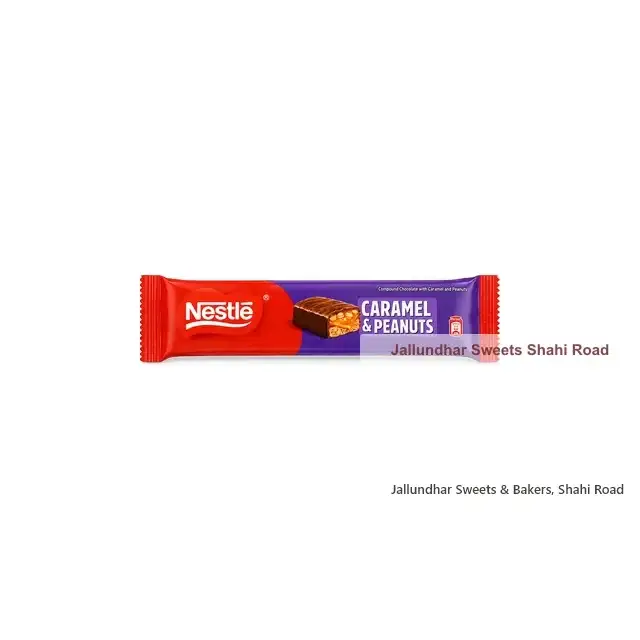 Compound Chocolate with Caramel and Peanuts
Nestlé ®
CARAMEL
& PEANUTS
Jallundhar Sweets Shahi Road
Jallundhar Sweets & Bakers, Shahi Road